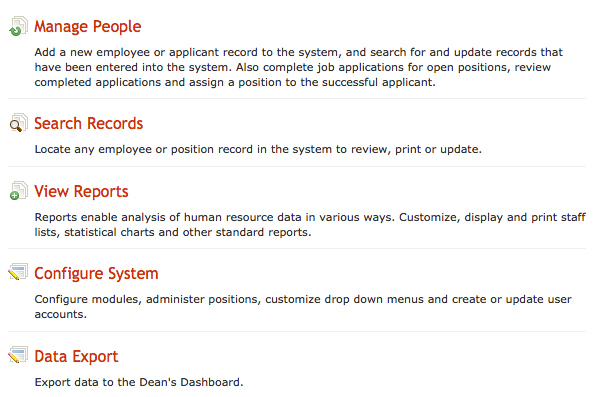 Manage People
Add a new employee or applicant record to the system, and search for and update records that
have been entered into the system. Also complete job applications for open positions, review
completed applications and assign a position to the successful applicant.
Search Records
Locate any employee or position record in the system to review, print or update.
View Reports
Reports enable analysis of human resource data in various ways. Customize, display and print staff
lists, statistical charts and other standard reports.
Configure System
Configure modules, administer positions, customize drop down menus and create or update user
accounts.
Data Export
Export data to the Dean's Dashboard.